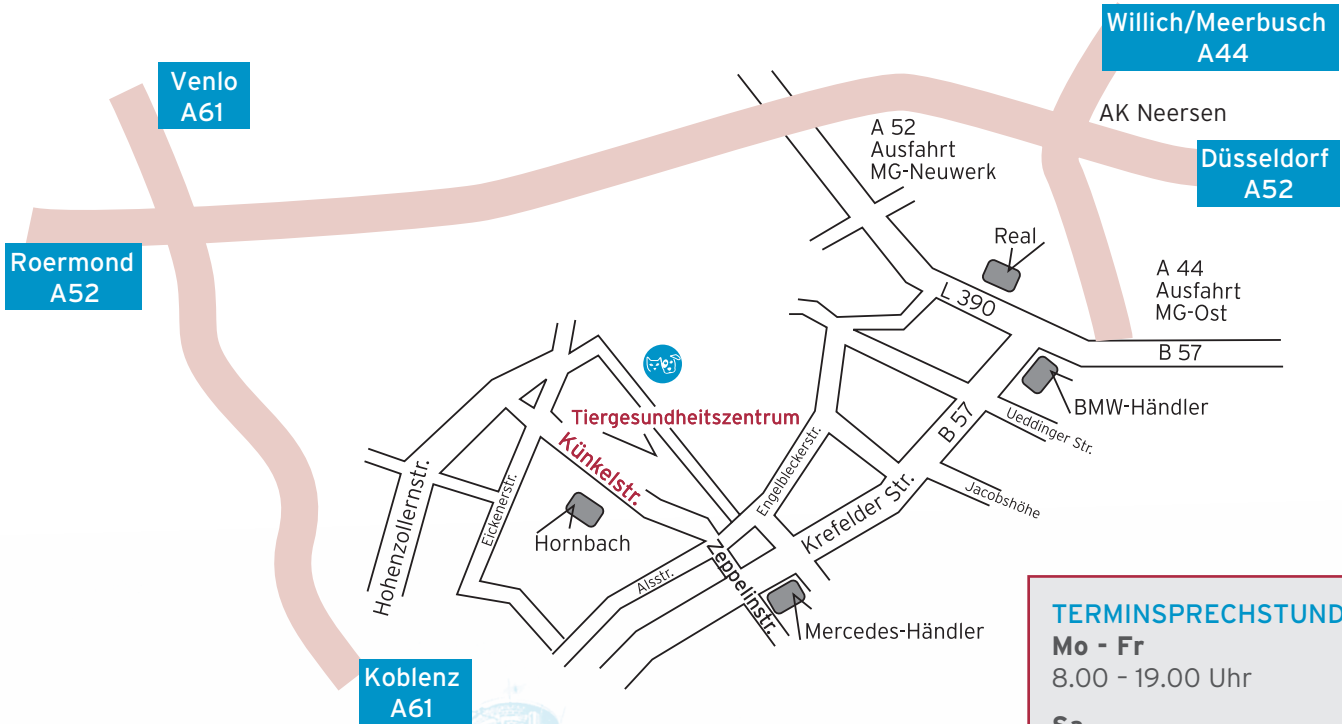 Willich/Meerbusch
A44
Venlo
A61
AK Neersen
A 52
Ausfahrt
MG-Neuwerk
Düsseldorf
A52
Real
Roermond
A52
A 44
Ausfahrt
MG-Ost
L 390
B 57
BMW-Händler
Tiergesundheitszentrum
Ueddinger Str.
B 57
Künkelstr.
Engelbleckerstr.
Hohenzollernstr.
Eickenerstr.
Jacobshöhe
Krefelder Str.
Hornbach
Zeppelinstr.
Alsstr.
Mercedes-Händler
Koblenz
A61
TERMINSPRECHSTUND
Mo - Fr
8.00 - 19.00 Uhr